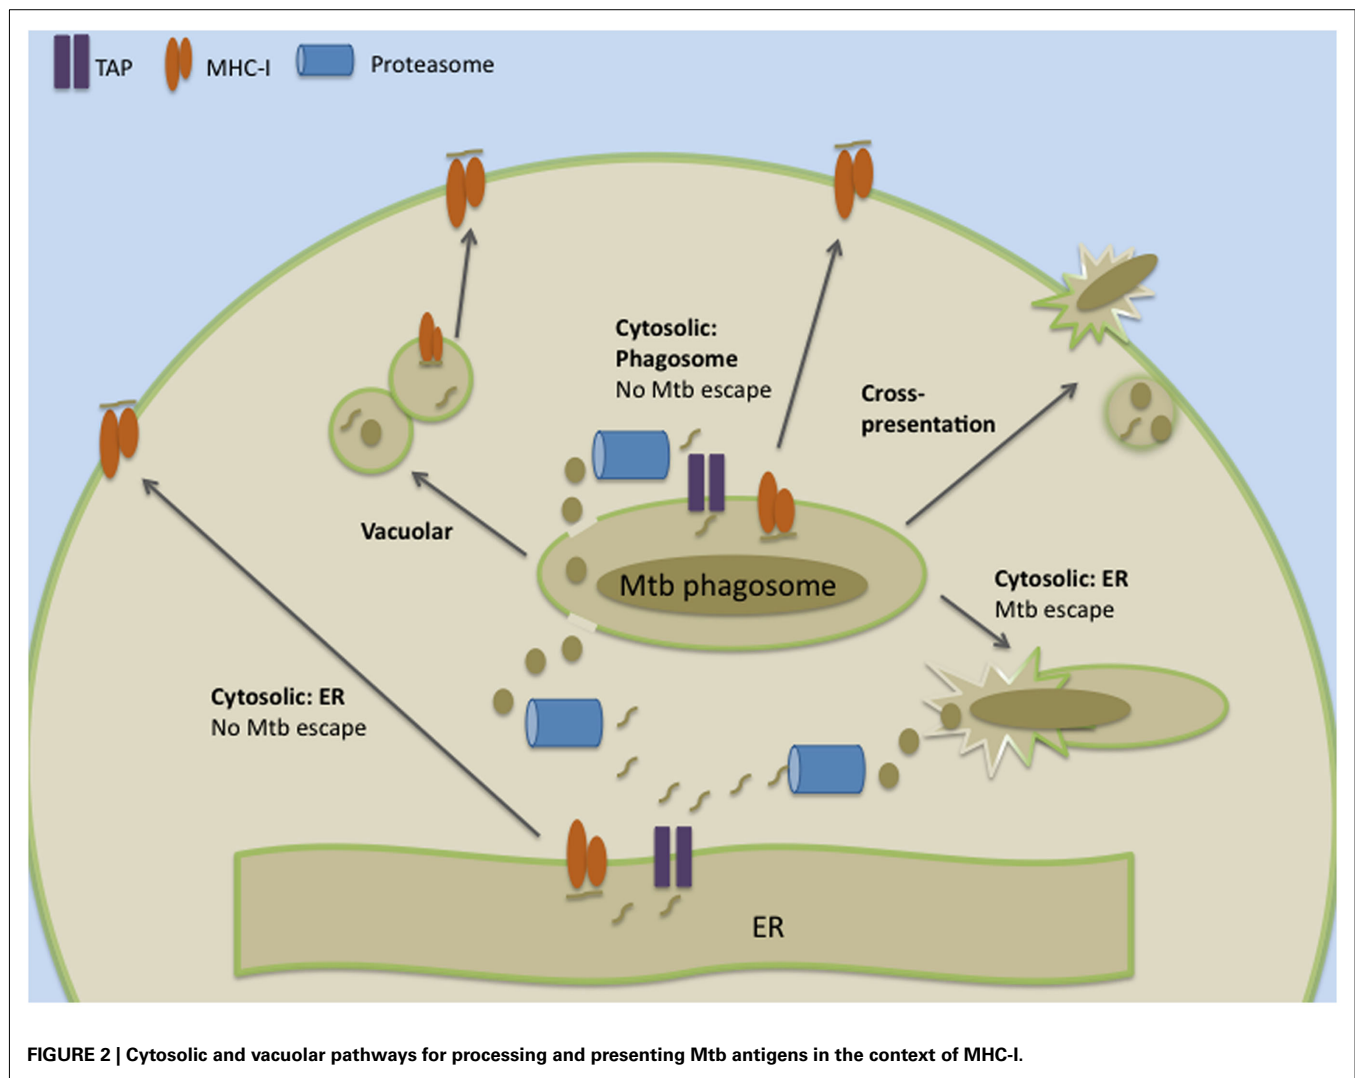 TAP
MHC-I
Proteasome
Cytosolic:
Phagosome
No Mtb escape
Cross-
presentation
Vacuolar
Mtb phagosome
Cytosolic: ER
Mtb escape
Cytosolic: ER
No Mtb escape
ER
FIGURE 2 | Cytosolic and vacuolar pathways for processing and presenting Mtb antigens in the context of MHC-I.